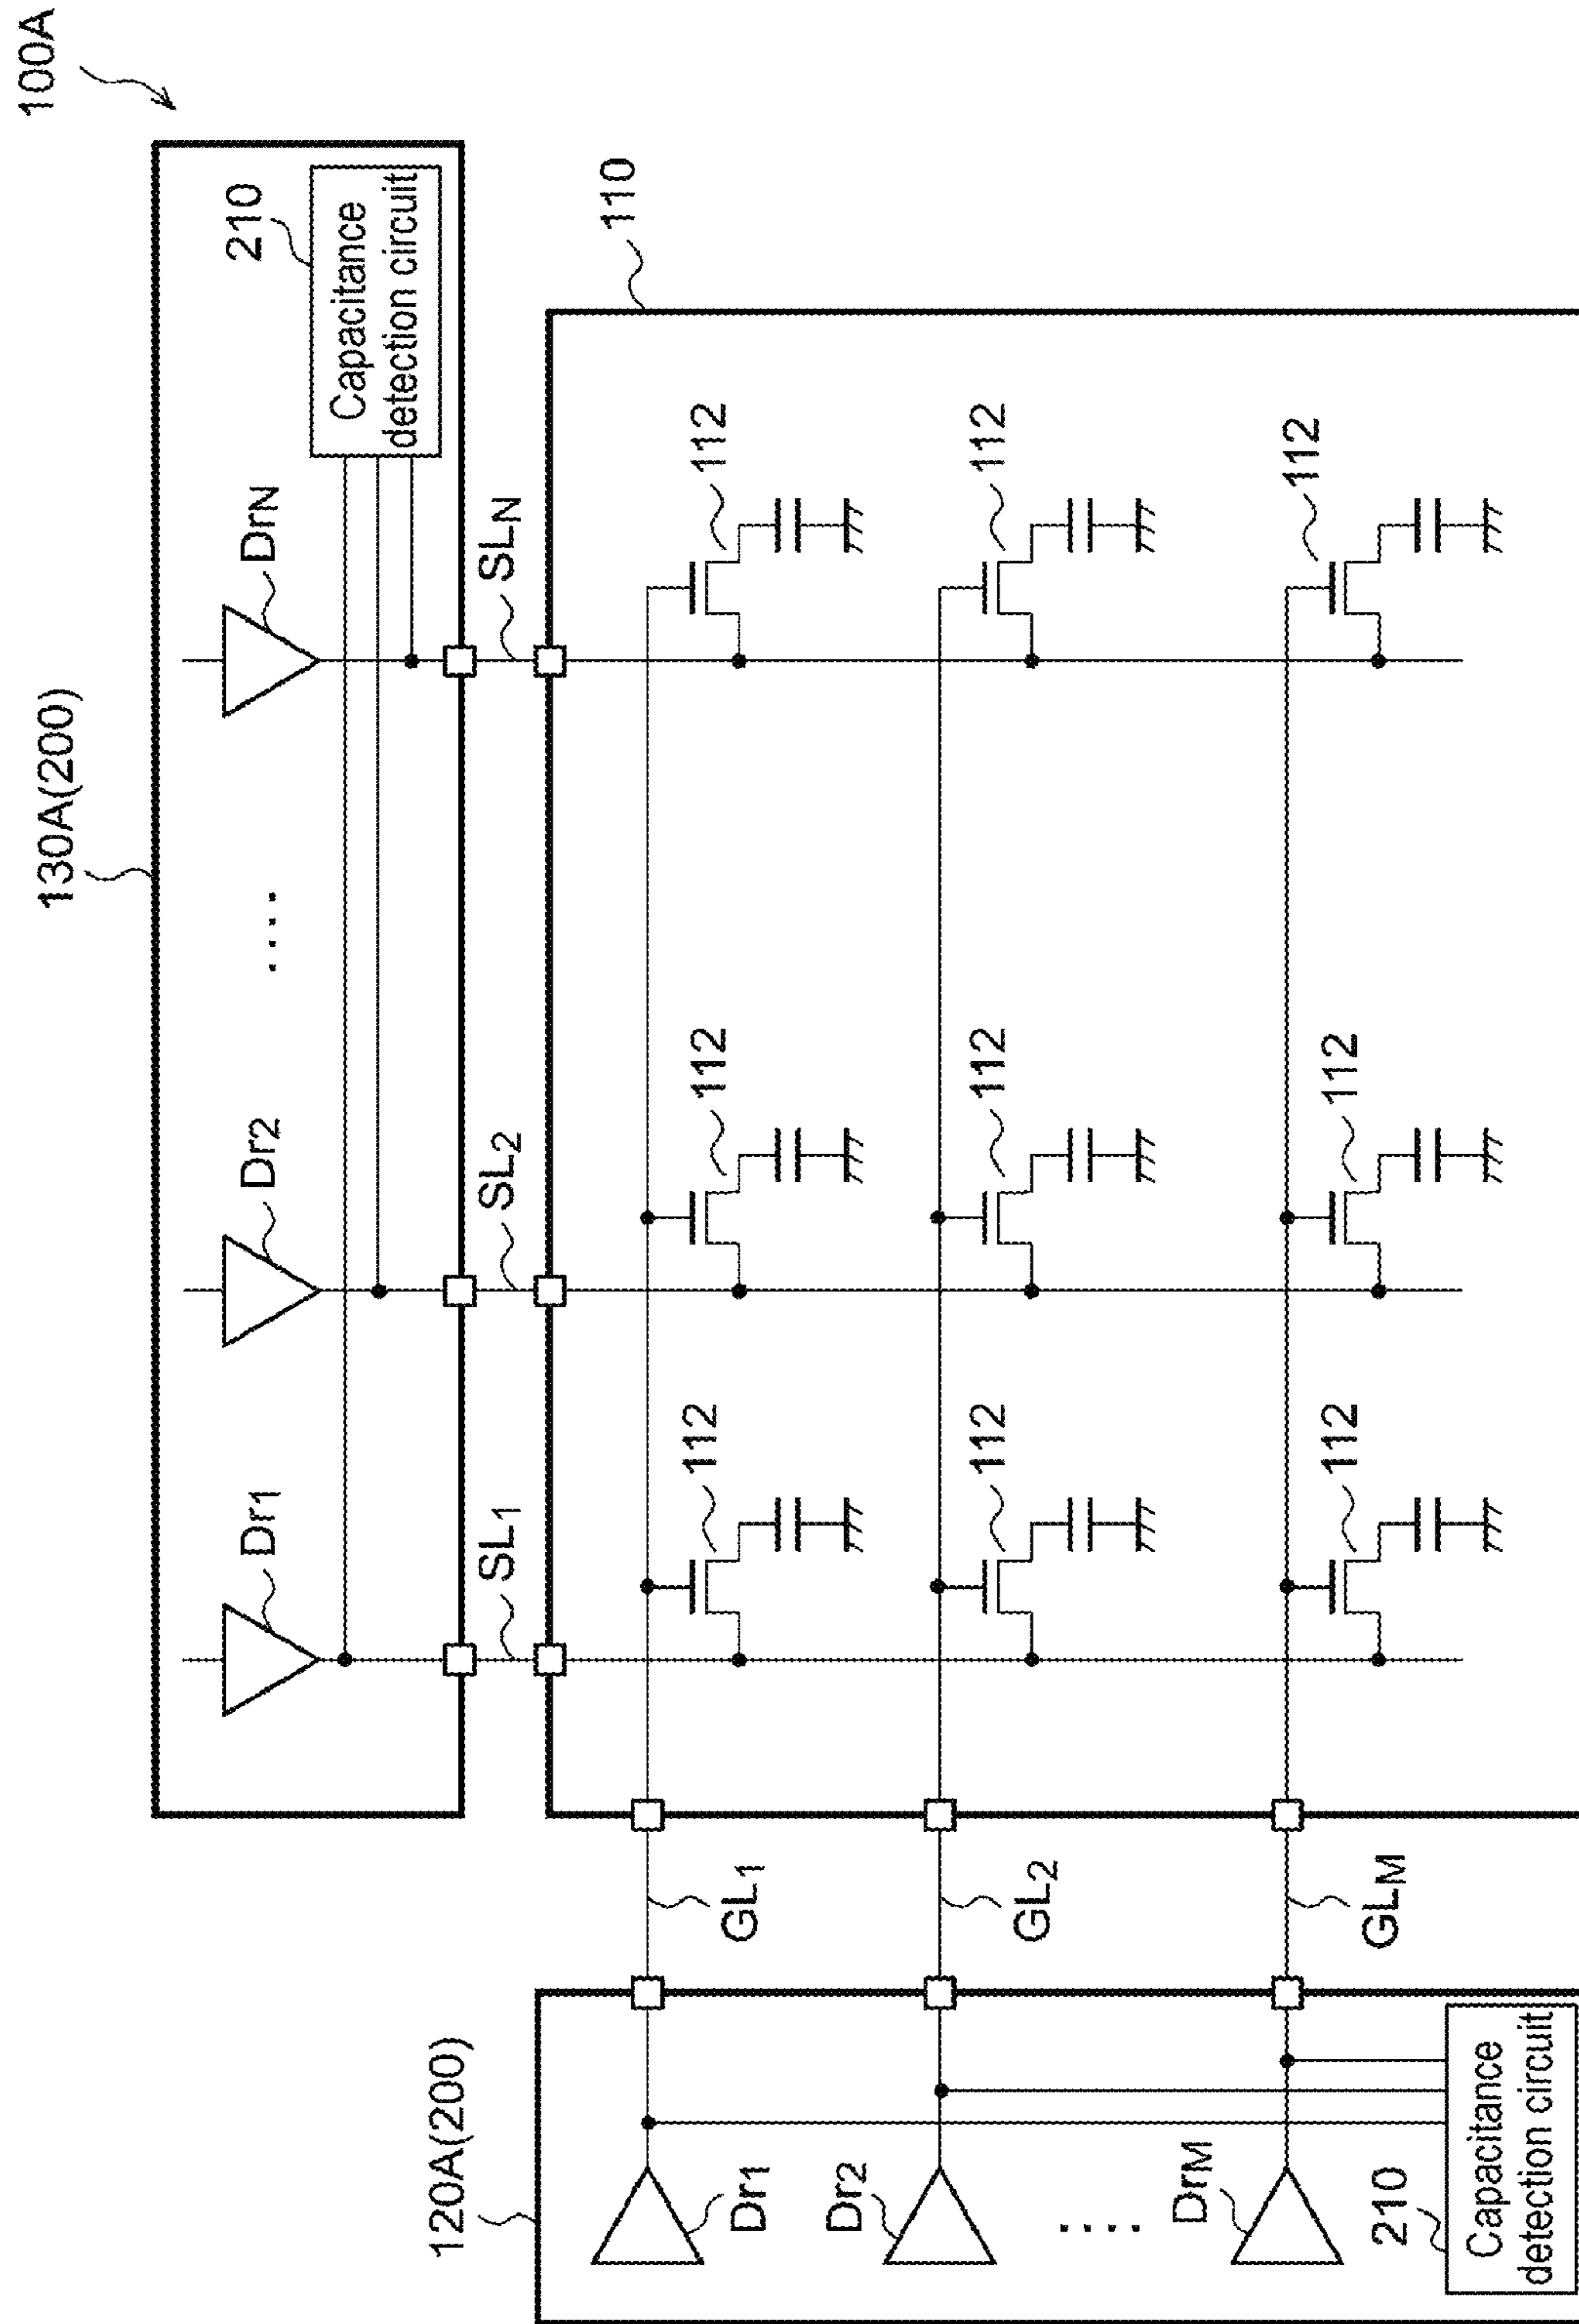 100A
130A(200)
210
Capacitance
detection circuit
Dr1
Dr2
. . . .
DrN
SL1
SL2
SLN
110
120A(200)
GL1
112
112
112
Dr1
GL2
112
112
112
Dr2
. . . .
GLM
112
112
112
DrM
210
Capacitance
detection circuit